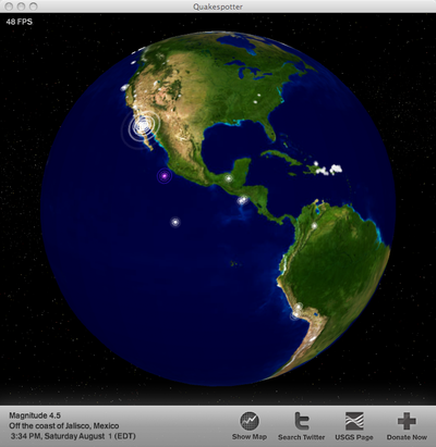 Quakespotter
48 FPS
Magnitude 4.5
Off the coast of Jalisco, Mexico
3:34 PM, Saturday August 1 (EDT)
Show Map
Search Twitter
USGS Page
Donate Now